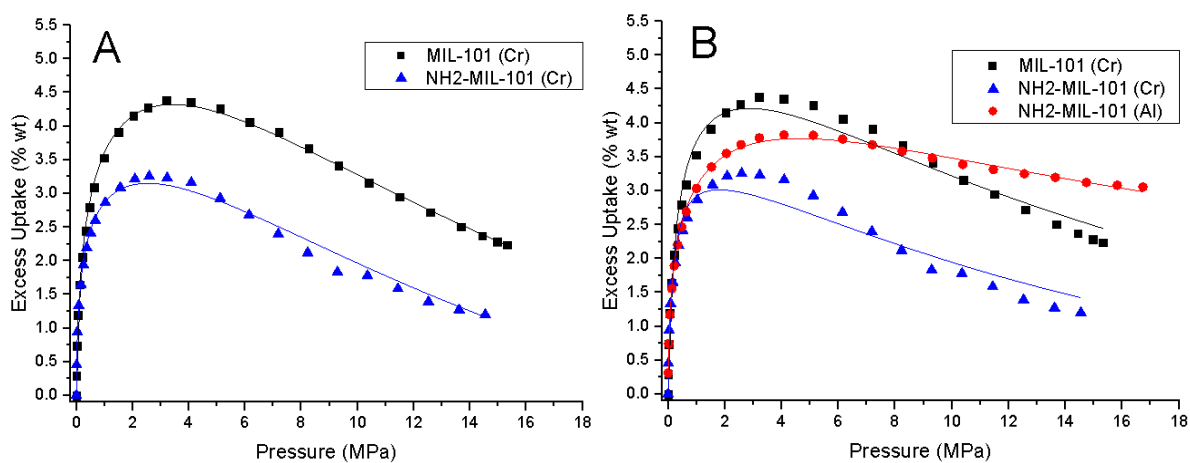 A
MIL-101 (Cr)
NH2-MIL-101 (Cr)
Excess Uptake (% wt)
5.5
5.0
4.5
4.0
3.5
3.0
2.5
2.0
1.5
1.0
0.5
0.0
0 2 4 6 8 10 12 14 16 18
Pressure (MPa)
B
MIL-101 (Cr)
NH2-MIL-101 (Cr)
NH2-MIL-101 (Al)
Excess Uptake (% wt)
5.5
5.0
4.5
4.0
3.5
3.0
2.5
2.0
1.5
1.0
0.5
0.0
0 2 4 6 8 10 12 14 16 18
Pressure (MPa)